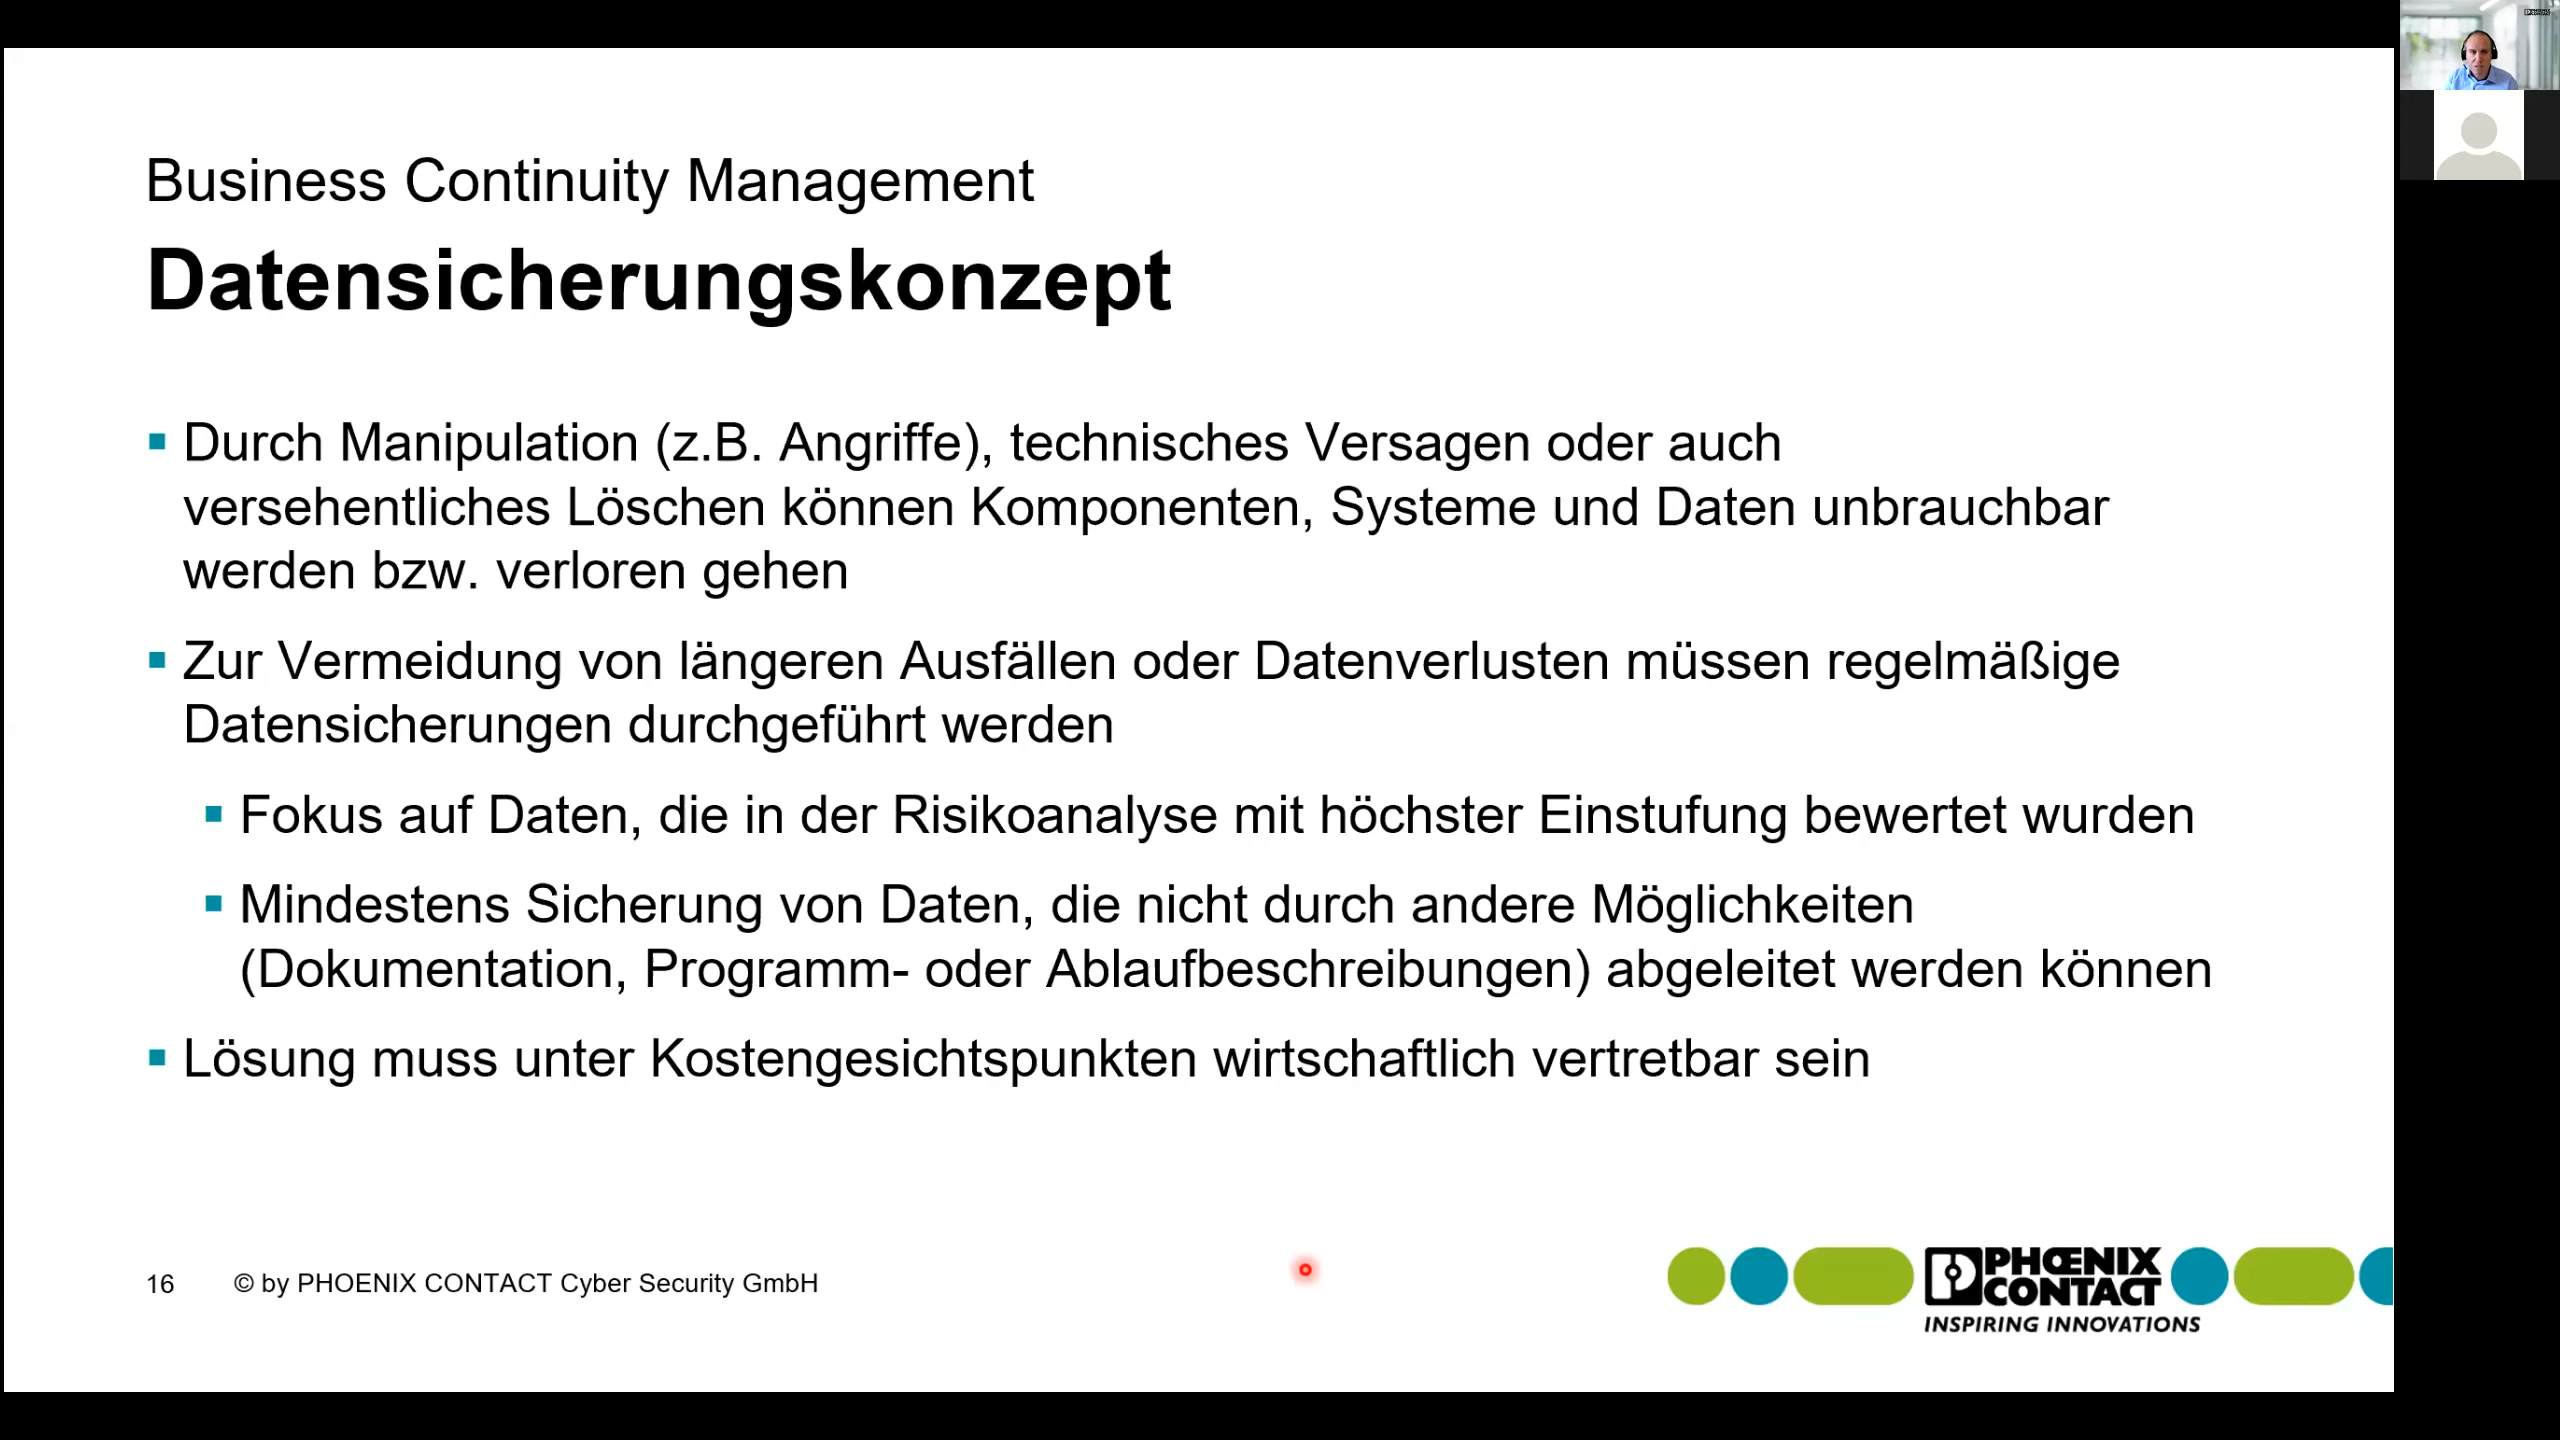 Business Continuity Management
Datensicherungskonzept
Durch Manipulation (z.B. Angriffe), technisches Versagen oder auch
versehentliches Löschen können Komponenten, Systeme und Daten unbrauchbar
werden bzw. verloren gehen
Zur Vermeidung von längeren Ausfällen oder Datenverlusten müssen regelmäßige
Datensicherungen durchgeführt werden
Fokus auf Daten, die in der Risikoanalyse mit höchster Einstufung bewertet wurden
Mindestens Sicherung von Daten, die nicht durch andere Möglichkeiten
(Dokumentation, Programm- oder Ablaufbeschreibungen) abgeleitet werden können
Lösung muss unter Kostengesichtspunkten wirtschaftlich vertretbar sein
16 © by PHOENIX CONTACT Cyber Security GmbH
PHŒNIX
CONTACT
INSPIRING INNOVATIONS